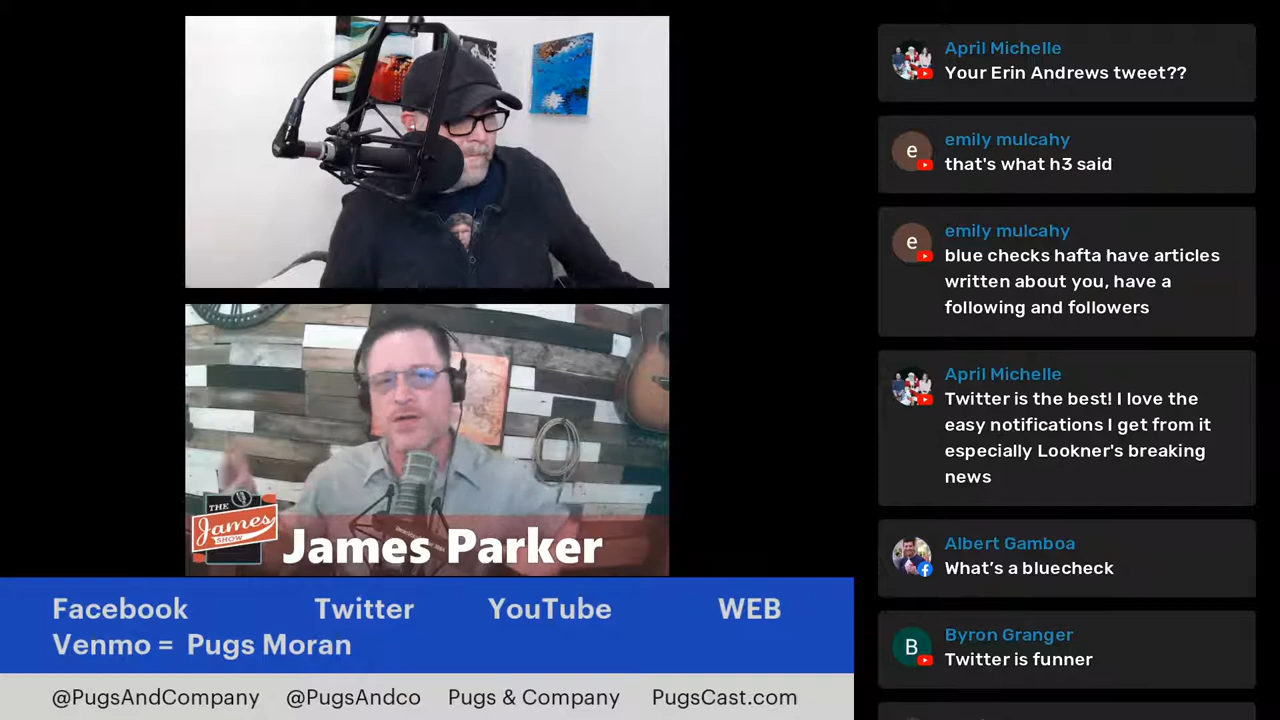 THE
James
SHOW
James Parker
Facebook Twitter YouTube WEB
Venmo = Pugs Moran
@PugsAndCompany @PugsAndco Pugs & Company PugsCast.com
April Michelle
Your Erin Andrews tweet??
e
emily mulcahy
that's what h3 said
e
emily mulcahy
blue checks hafta have articles
written about you, have a
following and followers
April Michelle
Twitter is the best! I love the
easy notifications I get from it
especially Lookner's breaking
news
Albert Gamboa
What's a bluecheck
B
Byron Granger
Twitter is funner